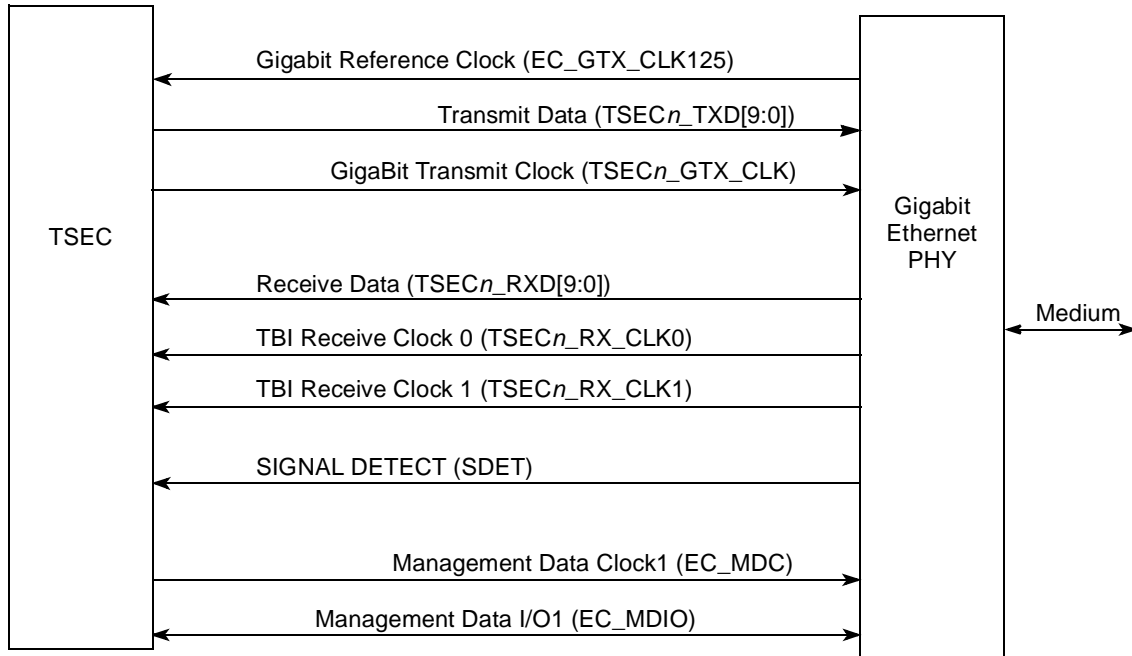 Gigabit Reference Clock (EC_GTX_CLK125)
Transmit Data (TSECn_TXD[9:0])
GigaBit Transmit Clock (TSECn_GTX_CLK)
TSEC
Gigabit
Ethernet
PHY
Receive Data (TSECn_RXD[9:0])
Medium
TBI Receive Clock 0 (TSECn_RX_CLK0)
TBI Receive Clock 1 (TSECn_RX_CLK1)
SIGNAL DETECT (SDET)
Management Data Clock1 (EC_MDC)
Management Data I/O1 (EC_MDIO)